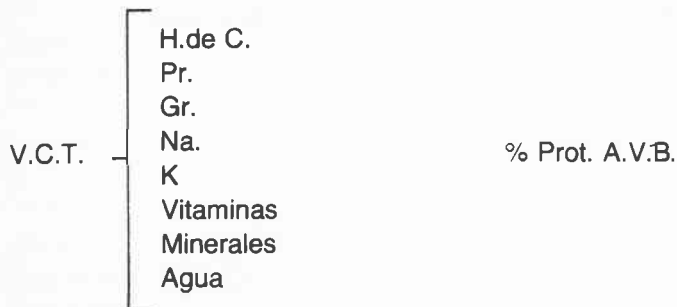 H.de C.
Pr.
Gr.
Na.
V.C.T.
% Prot. A.V.B.
K
Vitaminas
Minerales
Agua